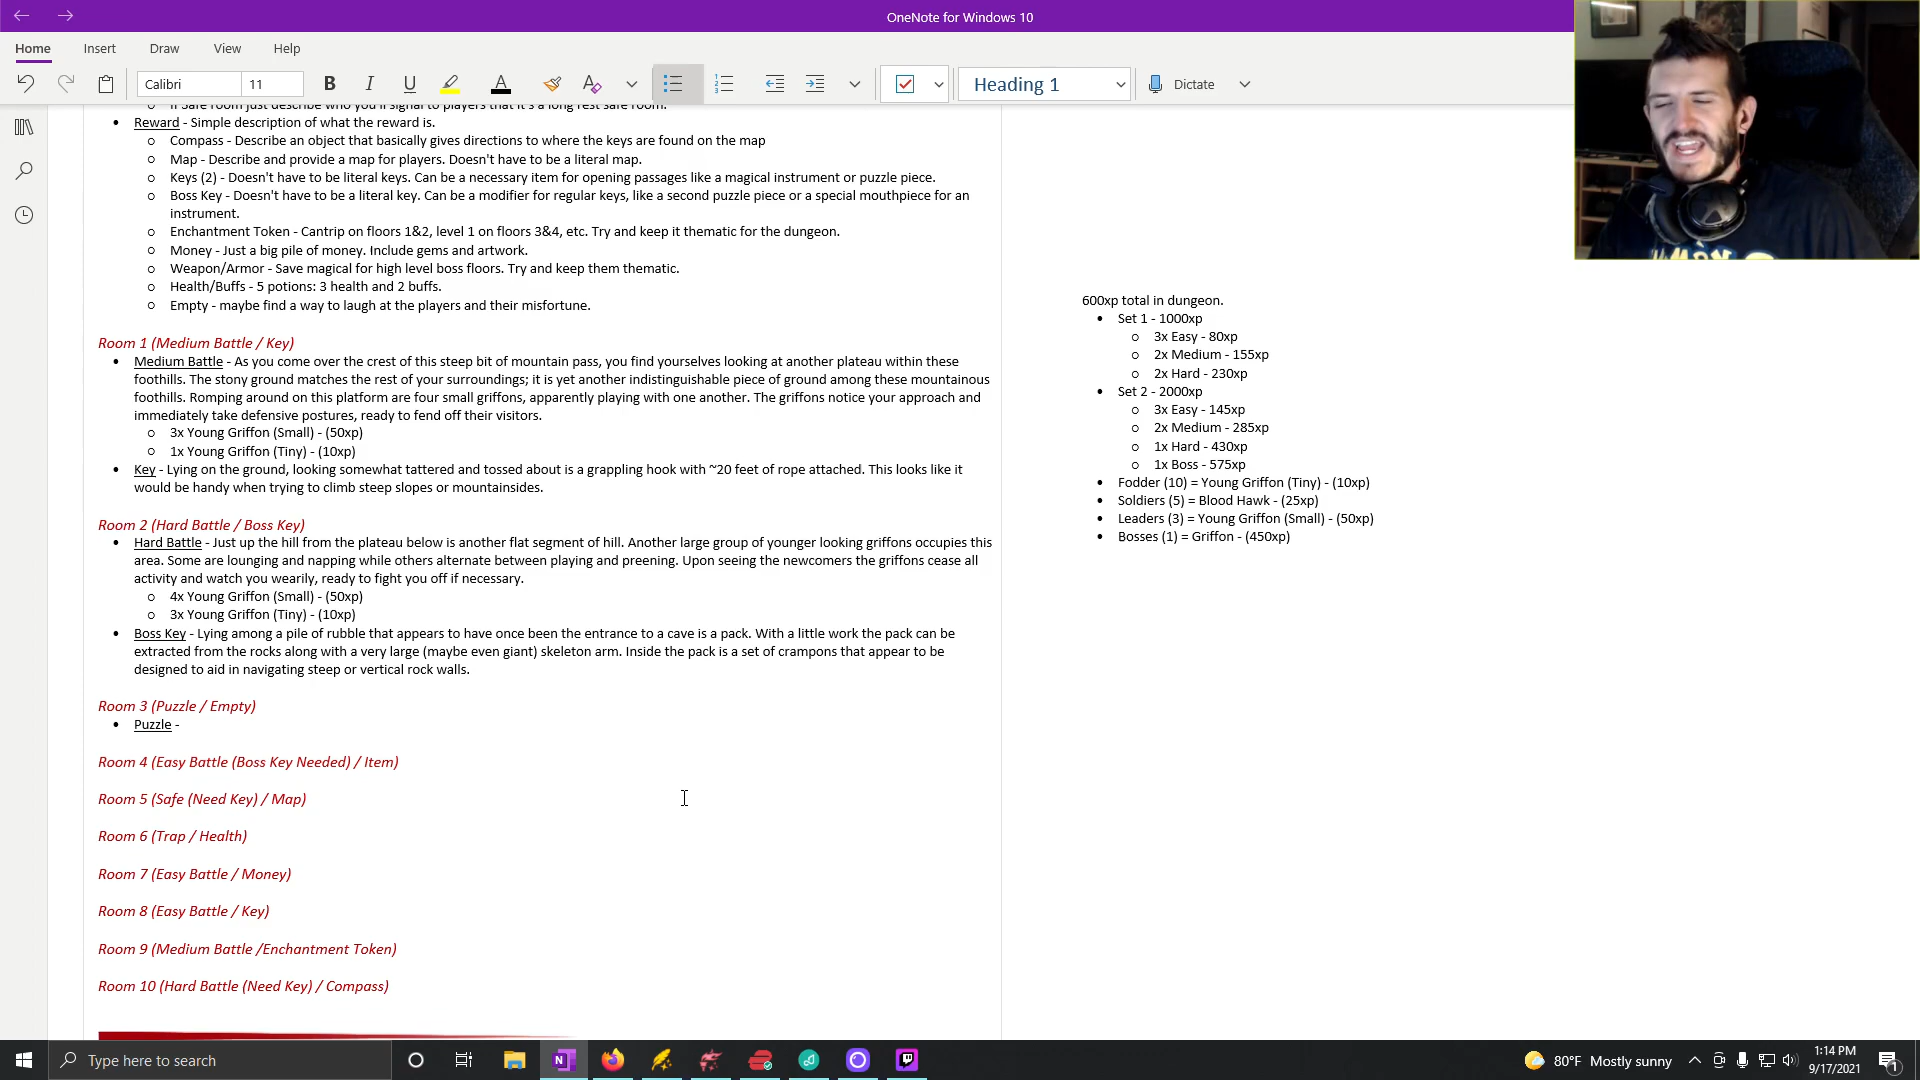 OneNote for Windows 10
Home Insert Draw View Help
Calibri 11 B I U A A Heading 1 Dictate
If Safe room just describe who you'll signal to players that it's a long rest safe room.
Reward - Simple description of what the reward is.
Compass - Describe an object that basically gives directions to where the keys are found on the map
Map - Describe and provide a map for players. Doesn't have to be a literal map.
Keys (2) - Doesn't have to be literal keys. Can be a necessary item for opening passages like a magical instrument or puzzle piece.
Boss Key - Doesn't have to be a literal key. Can be a modifier for regular keys, like a second puzzle piece or a special mouthpiece for an
instrument.
Enchantment Token - Cantrip on floors 1&2, level 1 on floors 3&4, etc. Try and keep it thematic for the dungeon.
Money - Just a big pile of money. Include gems and artwork.
Weapon/Armor - Save magical for high level boss floors. Try and keep them thematic.
Health/Buffs - 5 potions: 3 health and 2 buffs.
Empty - maybe find a way to laugh at the players and their misfortune.
Room 1 (Medium Battle / Key)
Medium Battle - As you come over the crest of this steep bit of mountain pass, you find yourselves looking at another plateau within these
foothills. The stony ground matches the rest of your surroundings; it is yet another indistinguishable piece of ground among these mountainous
foothills. Romping around on this platform are four small griffons, apparently playing with one another. The griffons notice your approach and
immediately take defensive postures, ready to fend off their visitors.
3x Young Griffon (Small) - (50xp)
1x Young Griffon (Tiny) - (10xp)
Key - Lying on the ground, looking somewhat tattered and tossed about is a grappling hook with ~20 feet of rope attached. This looks like it
would be handy when trying to climb steep slopes or mountainsides.
Room 2 (Hard Battle / Boss Key)
Hard Battle - Just up the hill from the plateau below is another flat segment of hill. Another large group of younger looking griffons occupies this
area. Some are lounging and napping while others alternate between playing and preening. Upon seeing the newcomers the griffons cease all
activity and watch you wearily, ready to fight you off if necessary.
4x Young Griffon (Small) - (50xp)
3x Young Griffon (Tiny) - (10xp)
Boss Key - Lying among a pile of rubble that appears to have once been the entrance to a cave is a pack. With a little work the pack can be
extracted from the rocks along with a very large (maybe even giant) skeleton arm. Inside the pack is a set of crampons that appear to be
designed to aid in navigating steep or vertical rock walls.
Room 3 (Puzzle / Empty)
Puzzle -
Room 4 (Easy Battle (Boss Key Needed) / Item)
Room 5 (Safe (Need Key) / Map)
Room 6 (Trap / Health)
Room 7 (Easy Battle / Money)
Room 8 (Easy Battle / Key)
Room 9 (Medium Battle /Enchantment Token)
Room 10 (Hard Battle (Need Key) / Compass)
600xp total in dungeon.
Set 1 - 1000xp
3x Easy - 80xp
2x Medium - 155xp
2x Hard - 230xp
Set 2 - 2000xp
3x Easy - 145xp
2x Medium - 285xp
1x Hard - 430xp
1x Boss - 575xp
Fodder (10) = Young Griffon (Tiny) - (10xp)
Soldiers (5) = Blood Hawk - (25xp)
Leaders (3) = Young Griffon (Small) - (50xp)
Bosses (1) = Griffon - (450xp)
Type here to search
80°F Mostly sunny
1:14 PM
9/17/2021